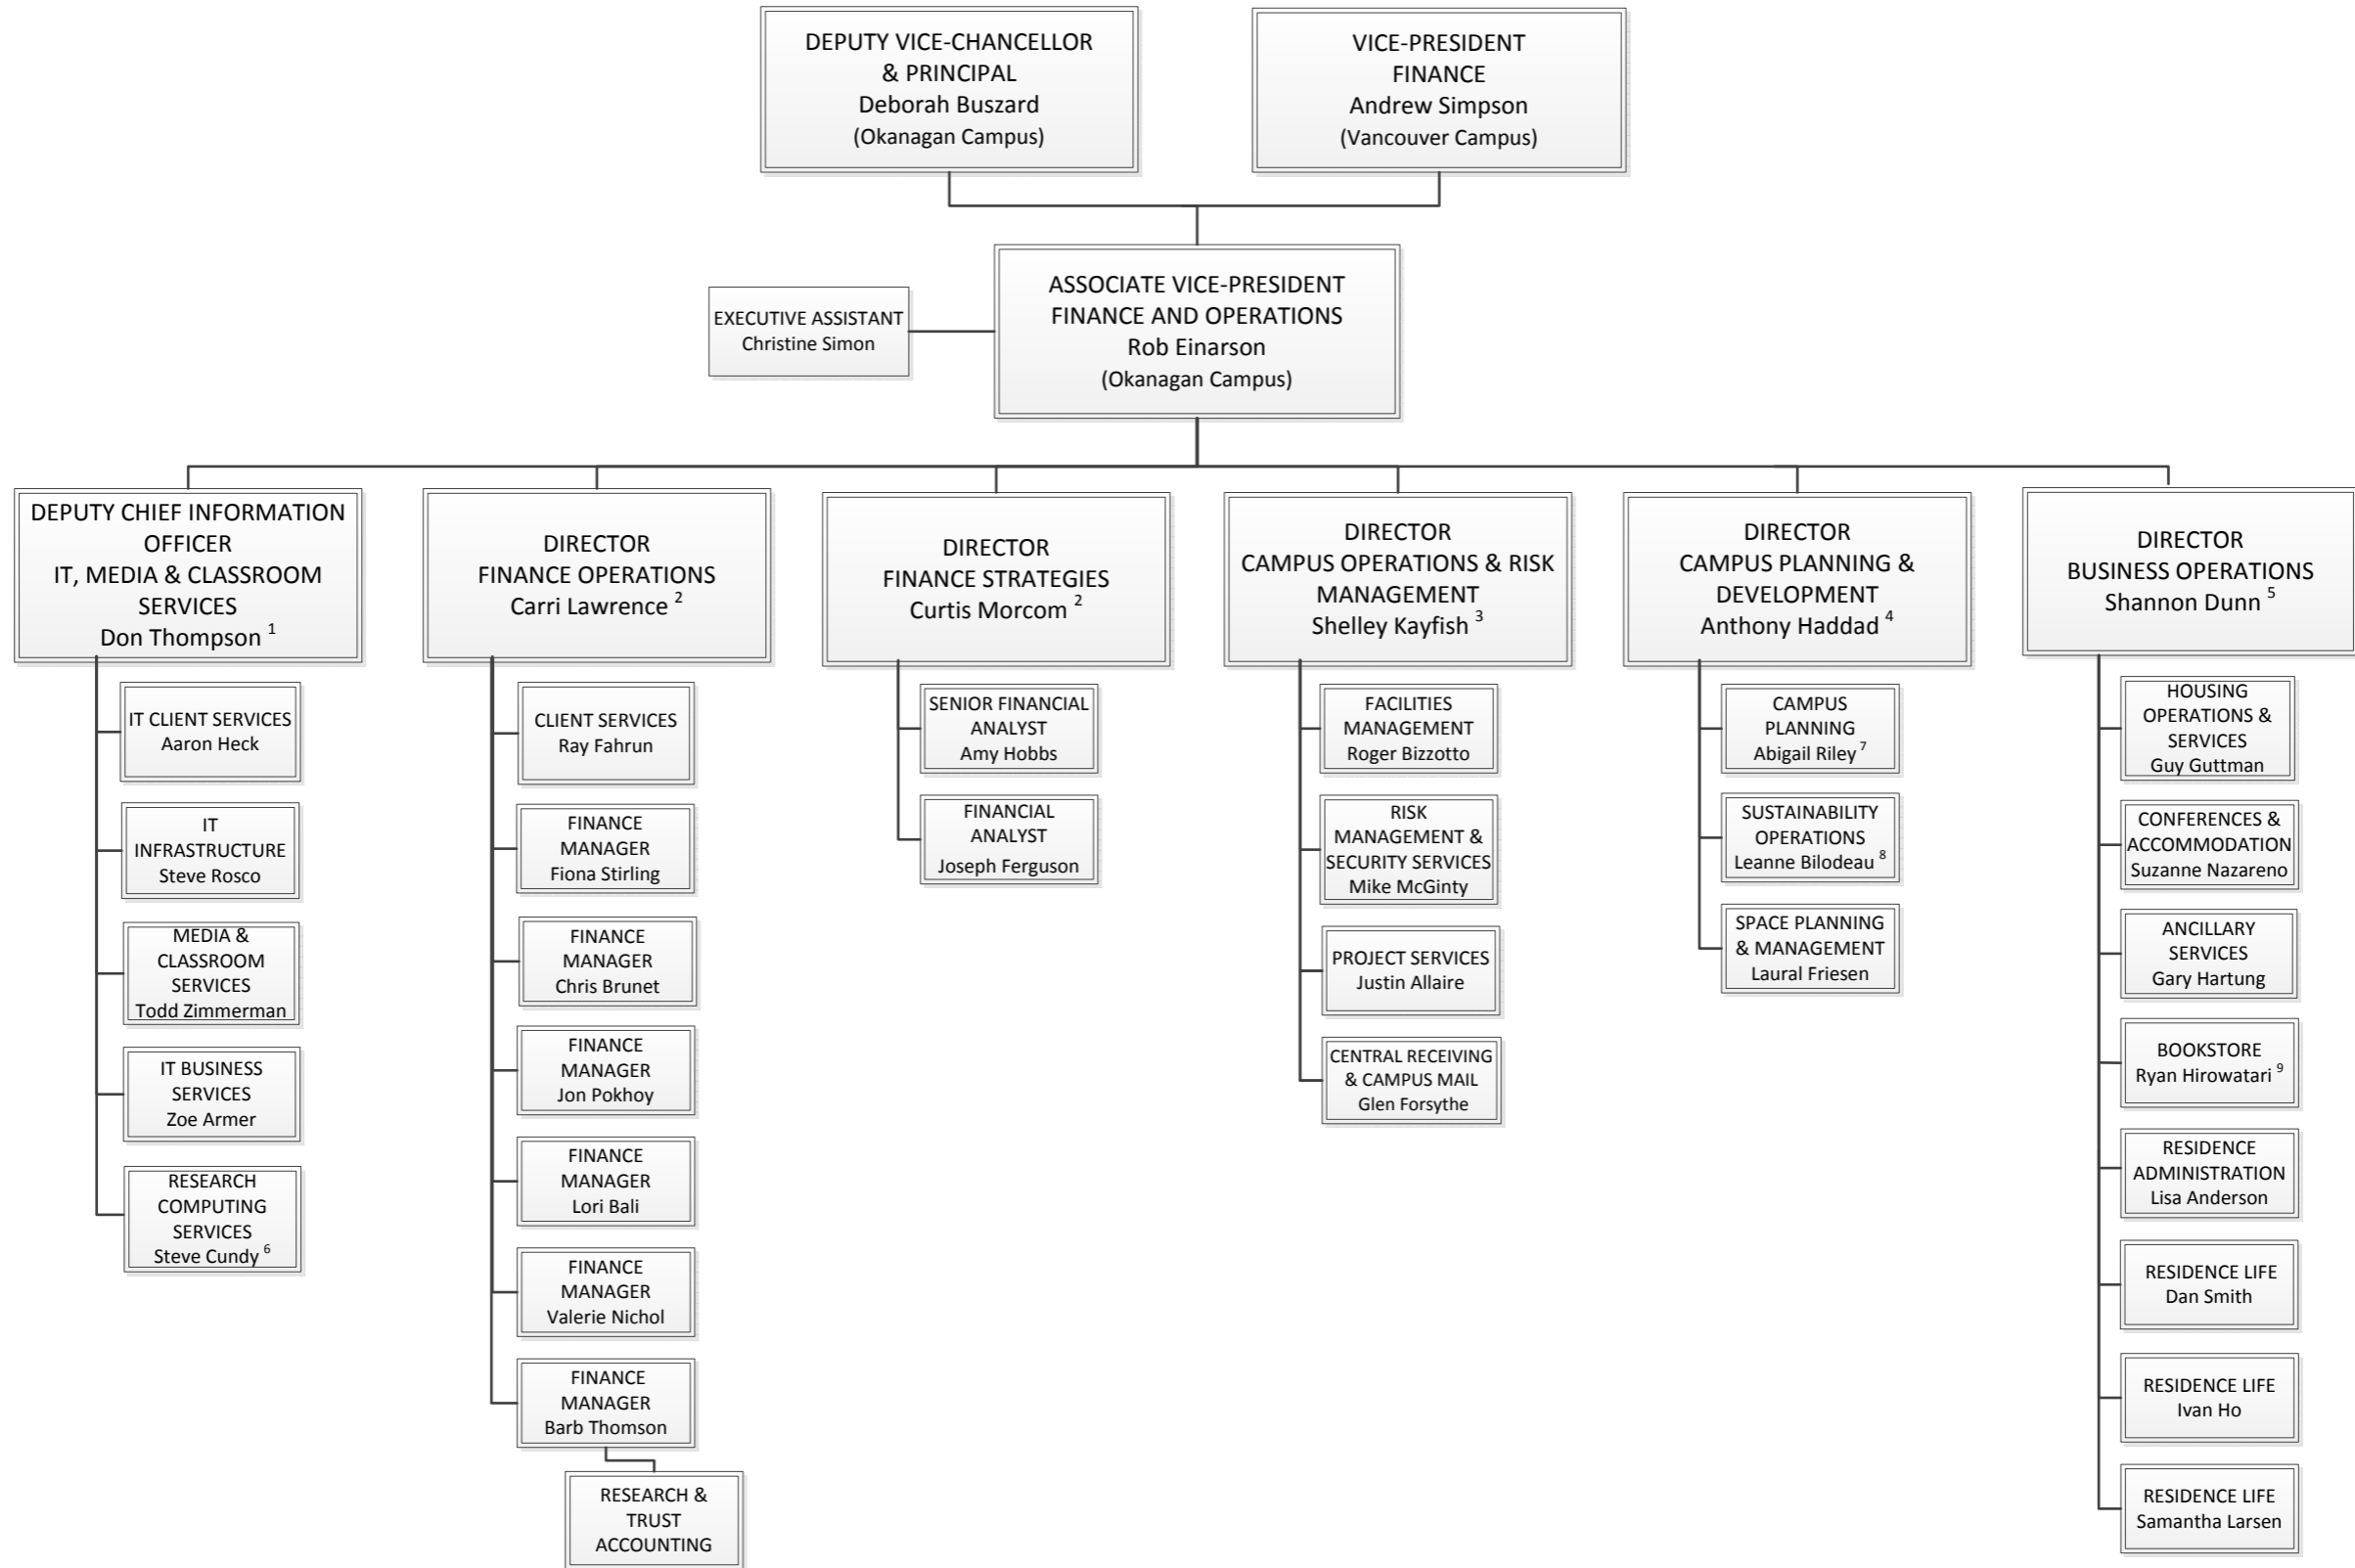 DEPUTY VICE-CHANCELLOR
& PRINCIPAL
Deborah Buszard
(Okanagan Campus)
VICE-PRESIDENT
FINANCE
Andrew Simpson
(Vancouver Campus)
EXECUTIVE ASSISTANT
Christine Simon
ASSOCIATE VICE-PRESIDENT
FINANCE AND OPERATIONS
Rob Einarson
(Okanagan Campus)
DEPUTY CHIEF INFORMATION
OFFICER
IT, MEDIA & CLASSROOM
SERVICES
Don Thompson 1
IT CLIENT SERVICES
Aaron Heck
IT
INFRASTRUCTURE
Steve Rosco
MEDIA &
CLASSROOM
SERVICES
Todd Zimmerman
IT BUSINESS
SERVICES
Zoe Armer
RESEARCH
COMPUTING
SERVICES
Steve Cundy 6
DIRECTOR
FINANCE OPERATIONS
Carri Lawrence 2
CLIENT SERVICES
Ray Fahrun
FINANCE
MANAGER
Fiona Stirling
FINANCE
MANAGER
Chris Brunet
FINANCE
MANAGER
Jon Pokhoy
FINANCE
MANAGER
Lori Bali
FINANCE
MANAGER
Valerie Nichol
FINANCE
MANAGER
Barb Thomson
RESEARCH &
TRUST
ACCOUNTING
DIRECTOR
FINANCE STRATEGIES
Curtis Morcom 2
SENIOR FINANCIAL
ANALYST
Amy Hobbs
FINANCIAL
ANALYST
Joseph Ferguson
DIRECTOR
CAMPUS OPERATIONS & RISK
MANAGEMENT
Shelley Kayfish 3
FACILITIES
MANAGEMENT
Roger Bizzotto
RISK
MANAGEMENT &
SECURITY SERVICES
Mike McGinty
PROJECT SERVICES
Justin Allaire
CENTRAL RECEIVING
& CAMPUS MAIL
Glen Forsythe
DIRECTOR
CAMPUS PLANNING &
DEVELOPMENT
Anthony Haddad 4
CAMPUS
PLANNING
Abigail Riley 7
SUSTAINABILITY
OPERATIONS
Leanne Bilodeau 8
SPACE PLANNING
& MANAGEMENT
Laural Friesen
DIRECTOR
BUSINESS OPERATIONS
Shannon Dunn 5
HOUSING
OPERATIONS &
SERVICES
Guy Guttman
CONFERENCES &
ACCOMMODATION
Suzanne Nazareno
ANCILLARY
SERVICES
Gary Hartung
BOOKSTORE
Ryan Hirowatari 9
RESIDENCE
ADMINISTRATION
Lisa Anderson
RESIDENCE LIFE
Dan Smith
RESIDENCE LIFE
Ivan Ho
RESIDENCE LIFE
Samantha Larsen